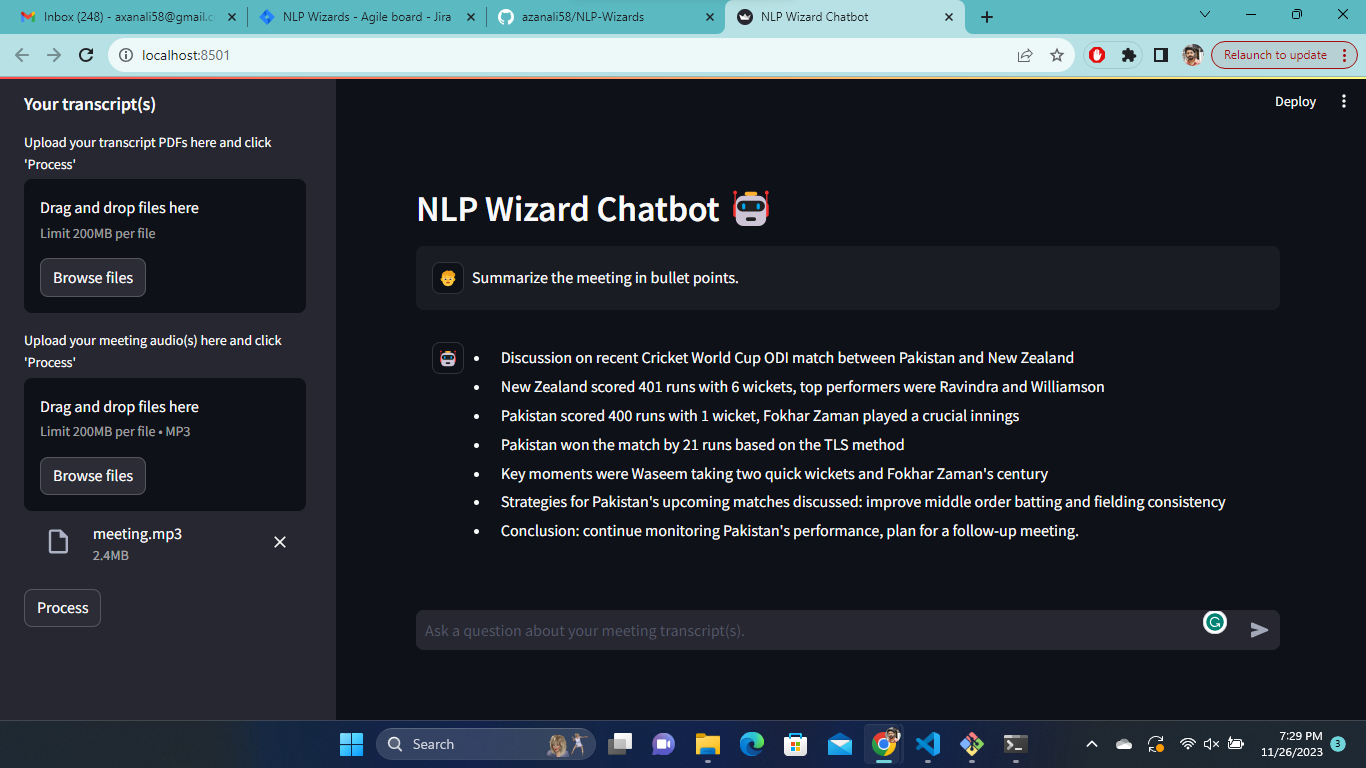 Inbox (248) - axanali58@gmail.c
NLP Wizards - Agile board - Jira
azanali58/NLP-Wizards
NLP Wizard Chatbot
localhost:8501
Relaunch to update
Your transcript(s)
Upload your transcript PDFs here and click
'Process'
Drag and drop files here
Limit 200MB per file
Browse files
Upload your meeting audio(s) here and click
'Process'
Drag and drop files here
Limit 200MB per file • MP3
Browse files
meeting.mp3
2.4MB
Process
Deploy
NLP Wizard Chatbot
Summarize the meeting in bullet points.
• Discussion on recent Cricket World Cup ODI match between Pakistan and New Zealand
• New Zealand scored 401 runs with 6 wickets, top performers were Ravindra and Williamson
• Pakistan scored 400 runs with 1 wicket, Fokhar Zaman played a crucial innings
• Pakistan won the match by 21 runs based on the TLS method
• Key moments were Waseem taking two quick wickets and Fokhar Zaman's century
• Strategies for Pakistan's upcoming matches discussed: improve middle order batting and fielding consistency
• Conclusion: continue monitoring Pakistan's performance, plan for a follow-up meeting.
Ask a question about your meeting transcript(s).
Search
7:29 PM
11/26/2023
3